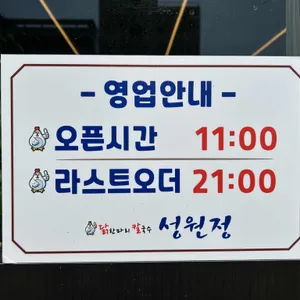 - 영업안내 -
오픈시간 11:00
라스트오더 21:00
닭한마리 칼국수 성원정